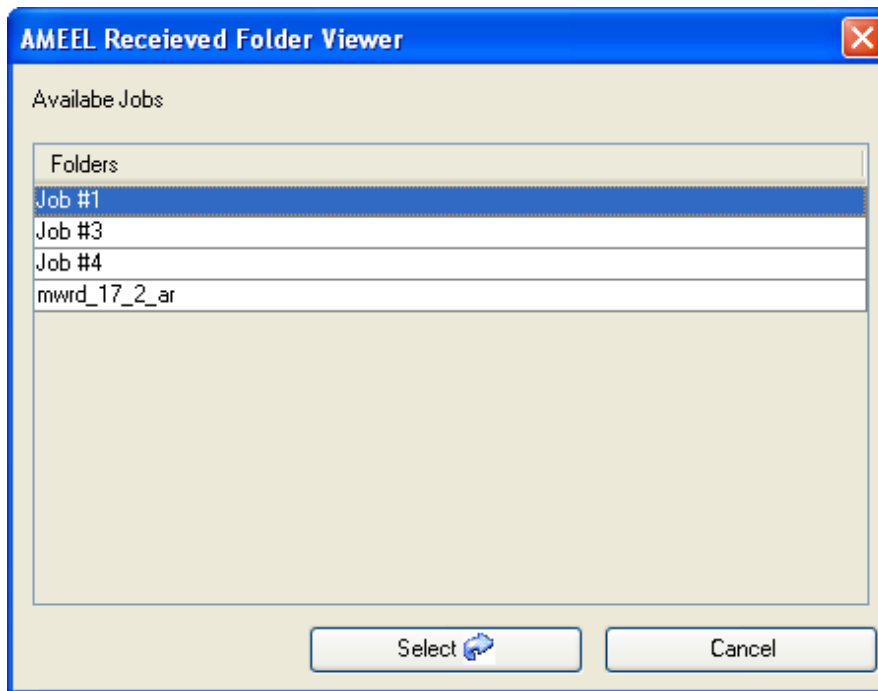 AMEEL Receieved Folder Viewer
Availabe Jobs
Folders
Job #1
Job #3
Job #4
mwrd_17_2_ar
Select
Cancel